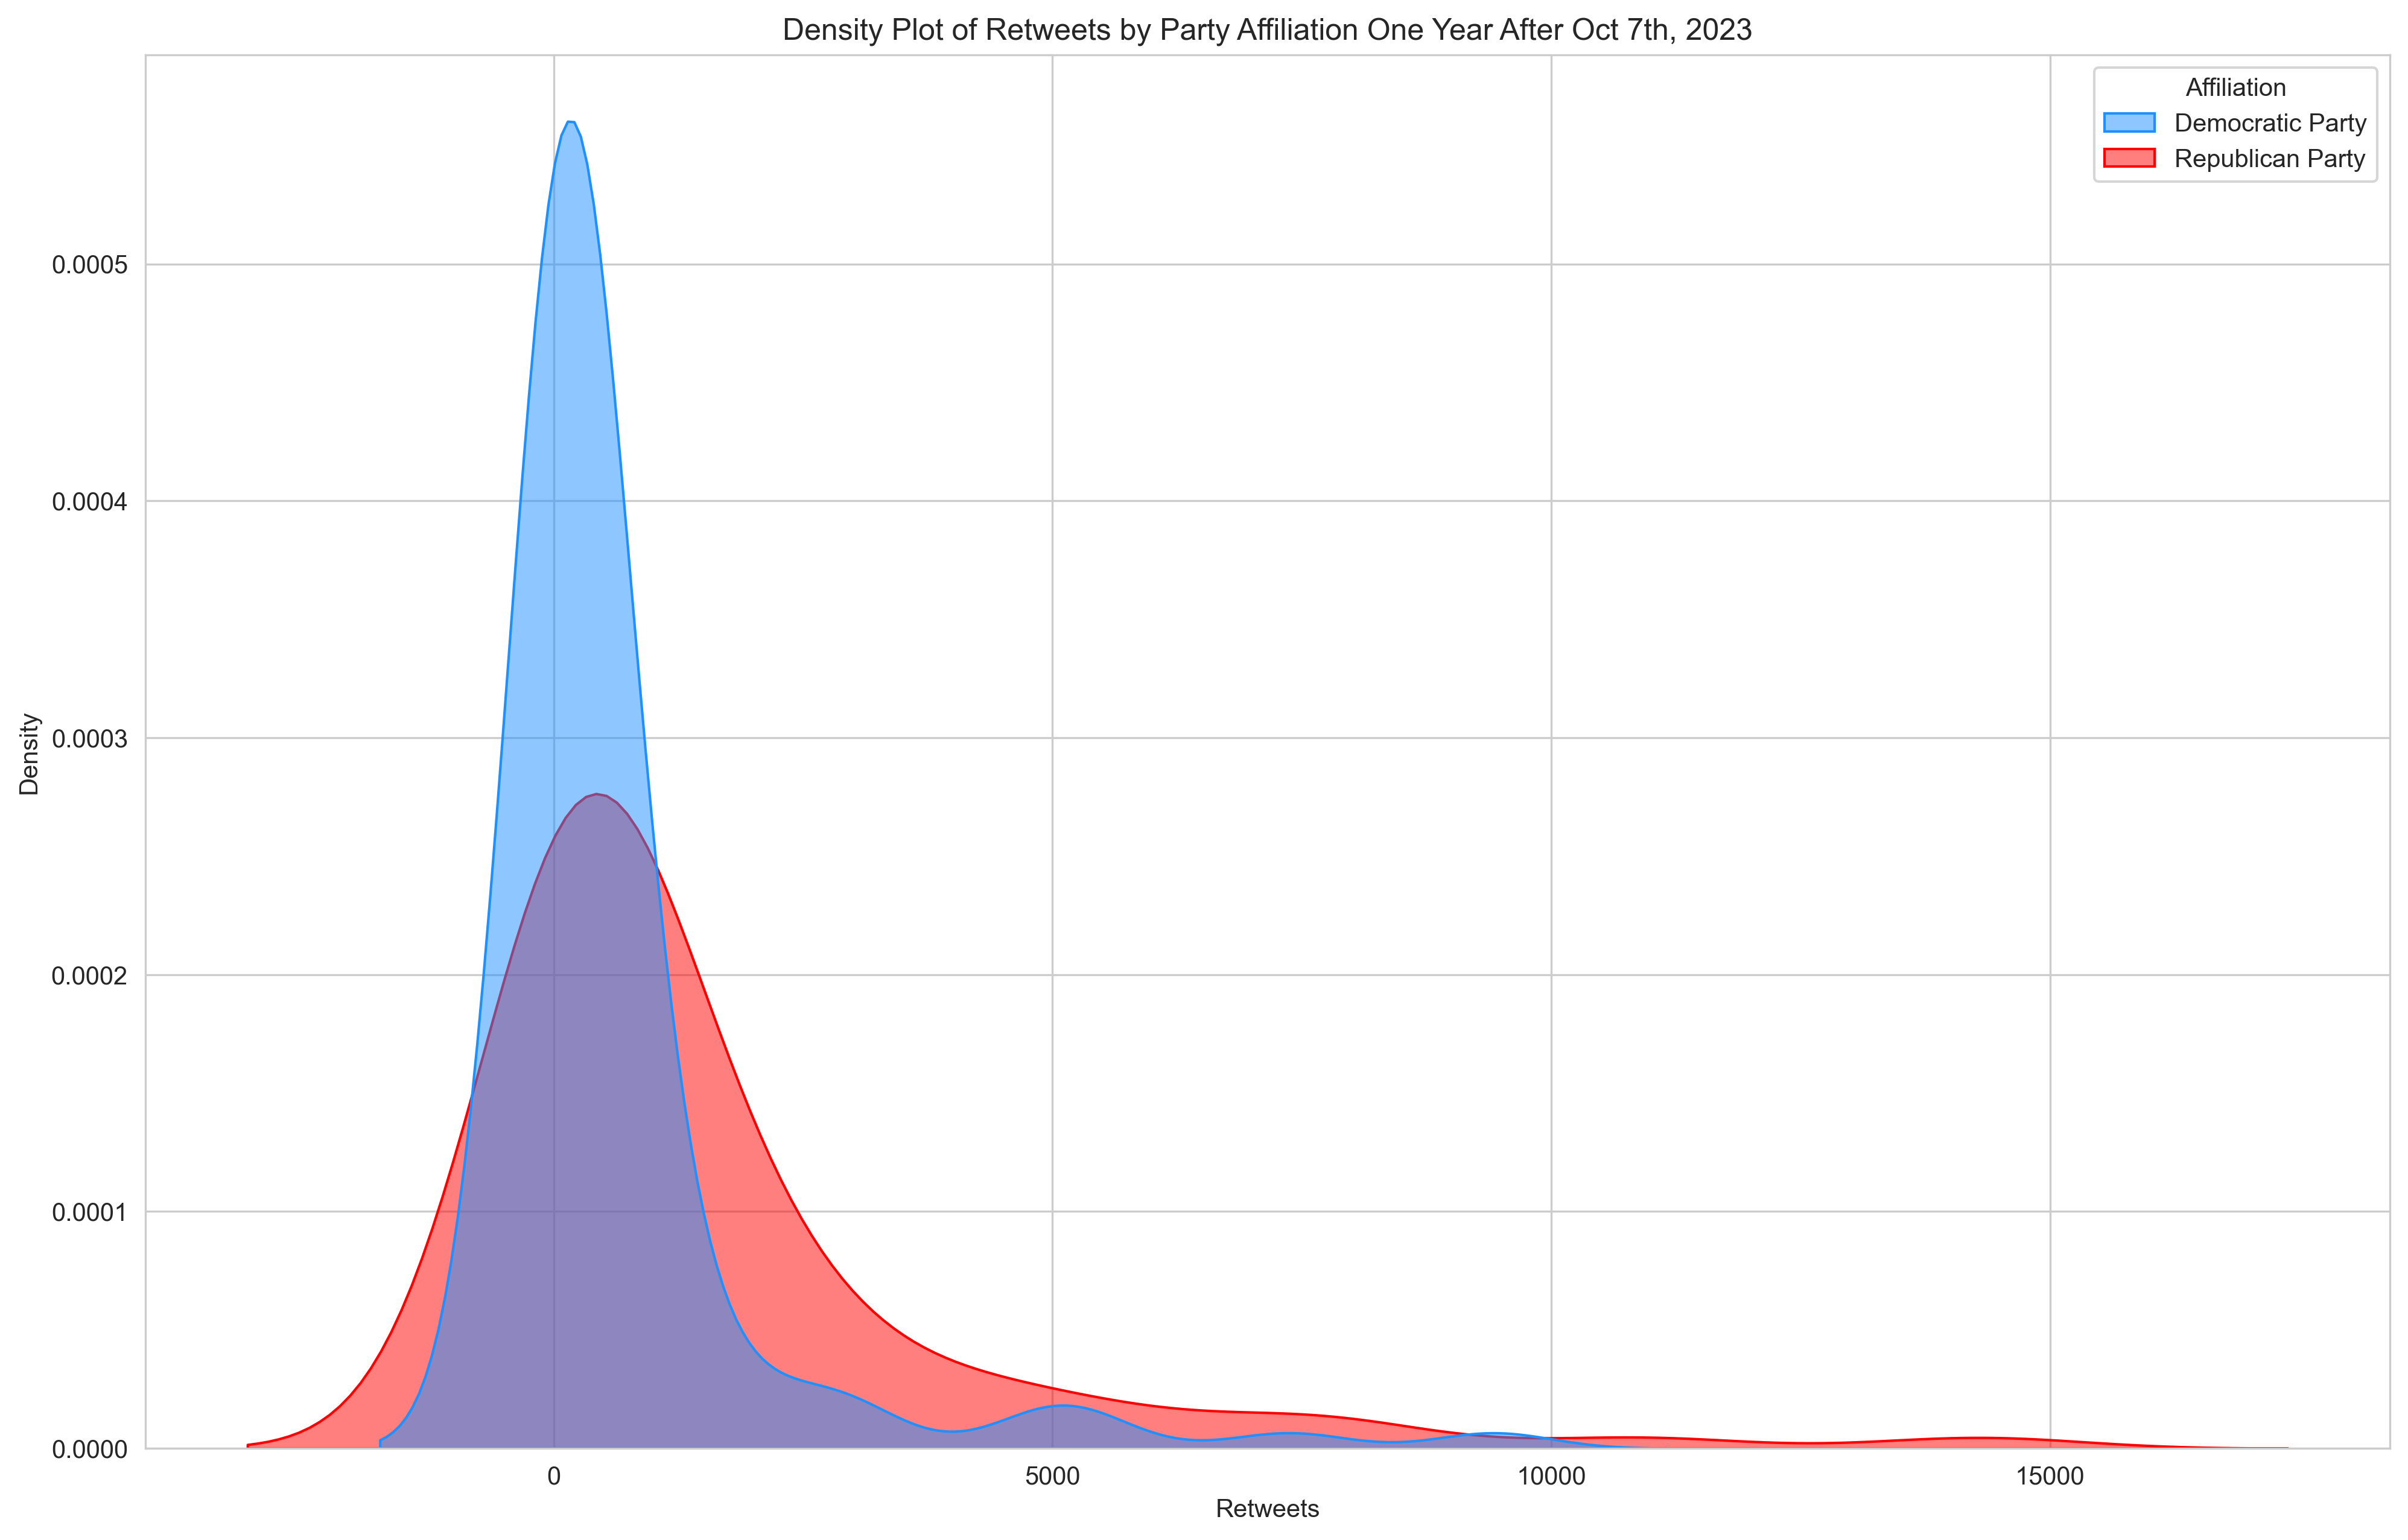 Density Plot of Retweets by Party Affiliation One Year After Oct 7th, 2023
Affiliation
Democratic Party
Republican Party
0.0005
0.0004
0.0003
0.0002
0.0001
0.0000
Density
0
5000
10000
15000
Retweets